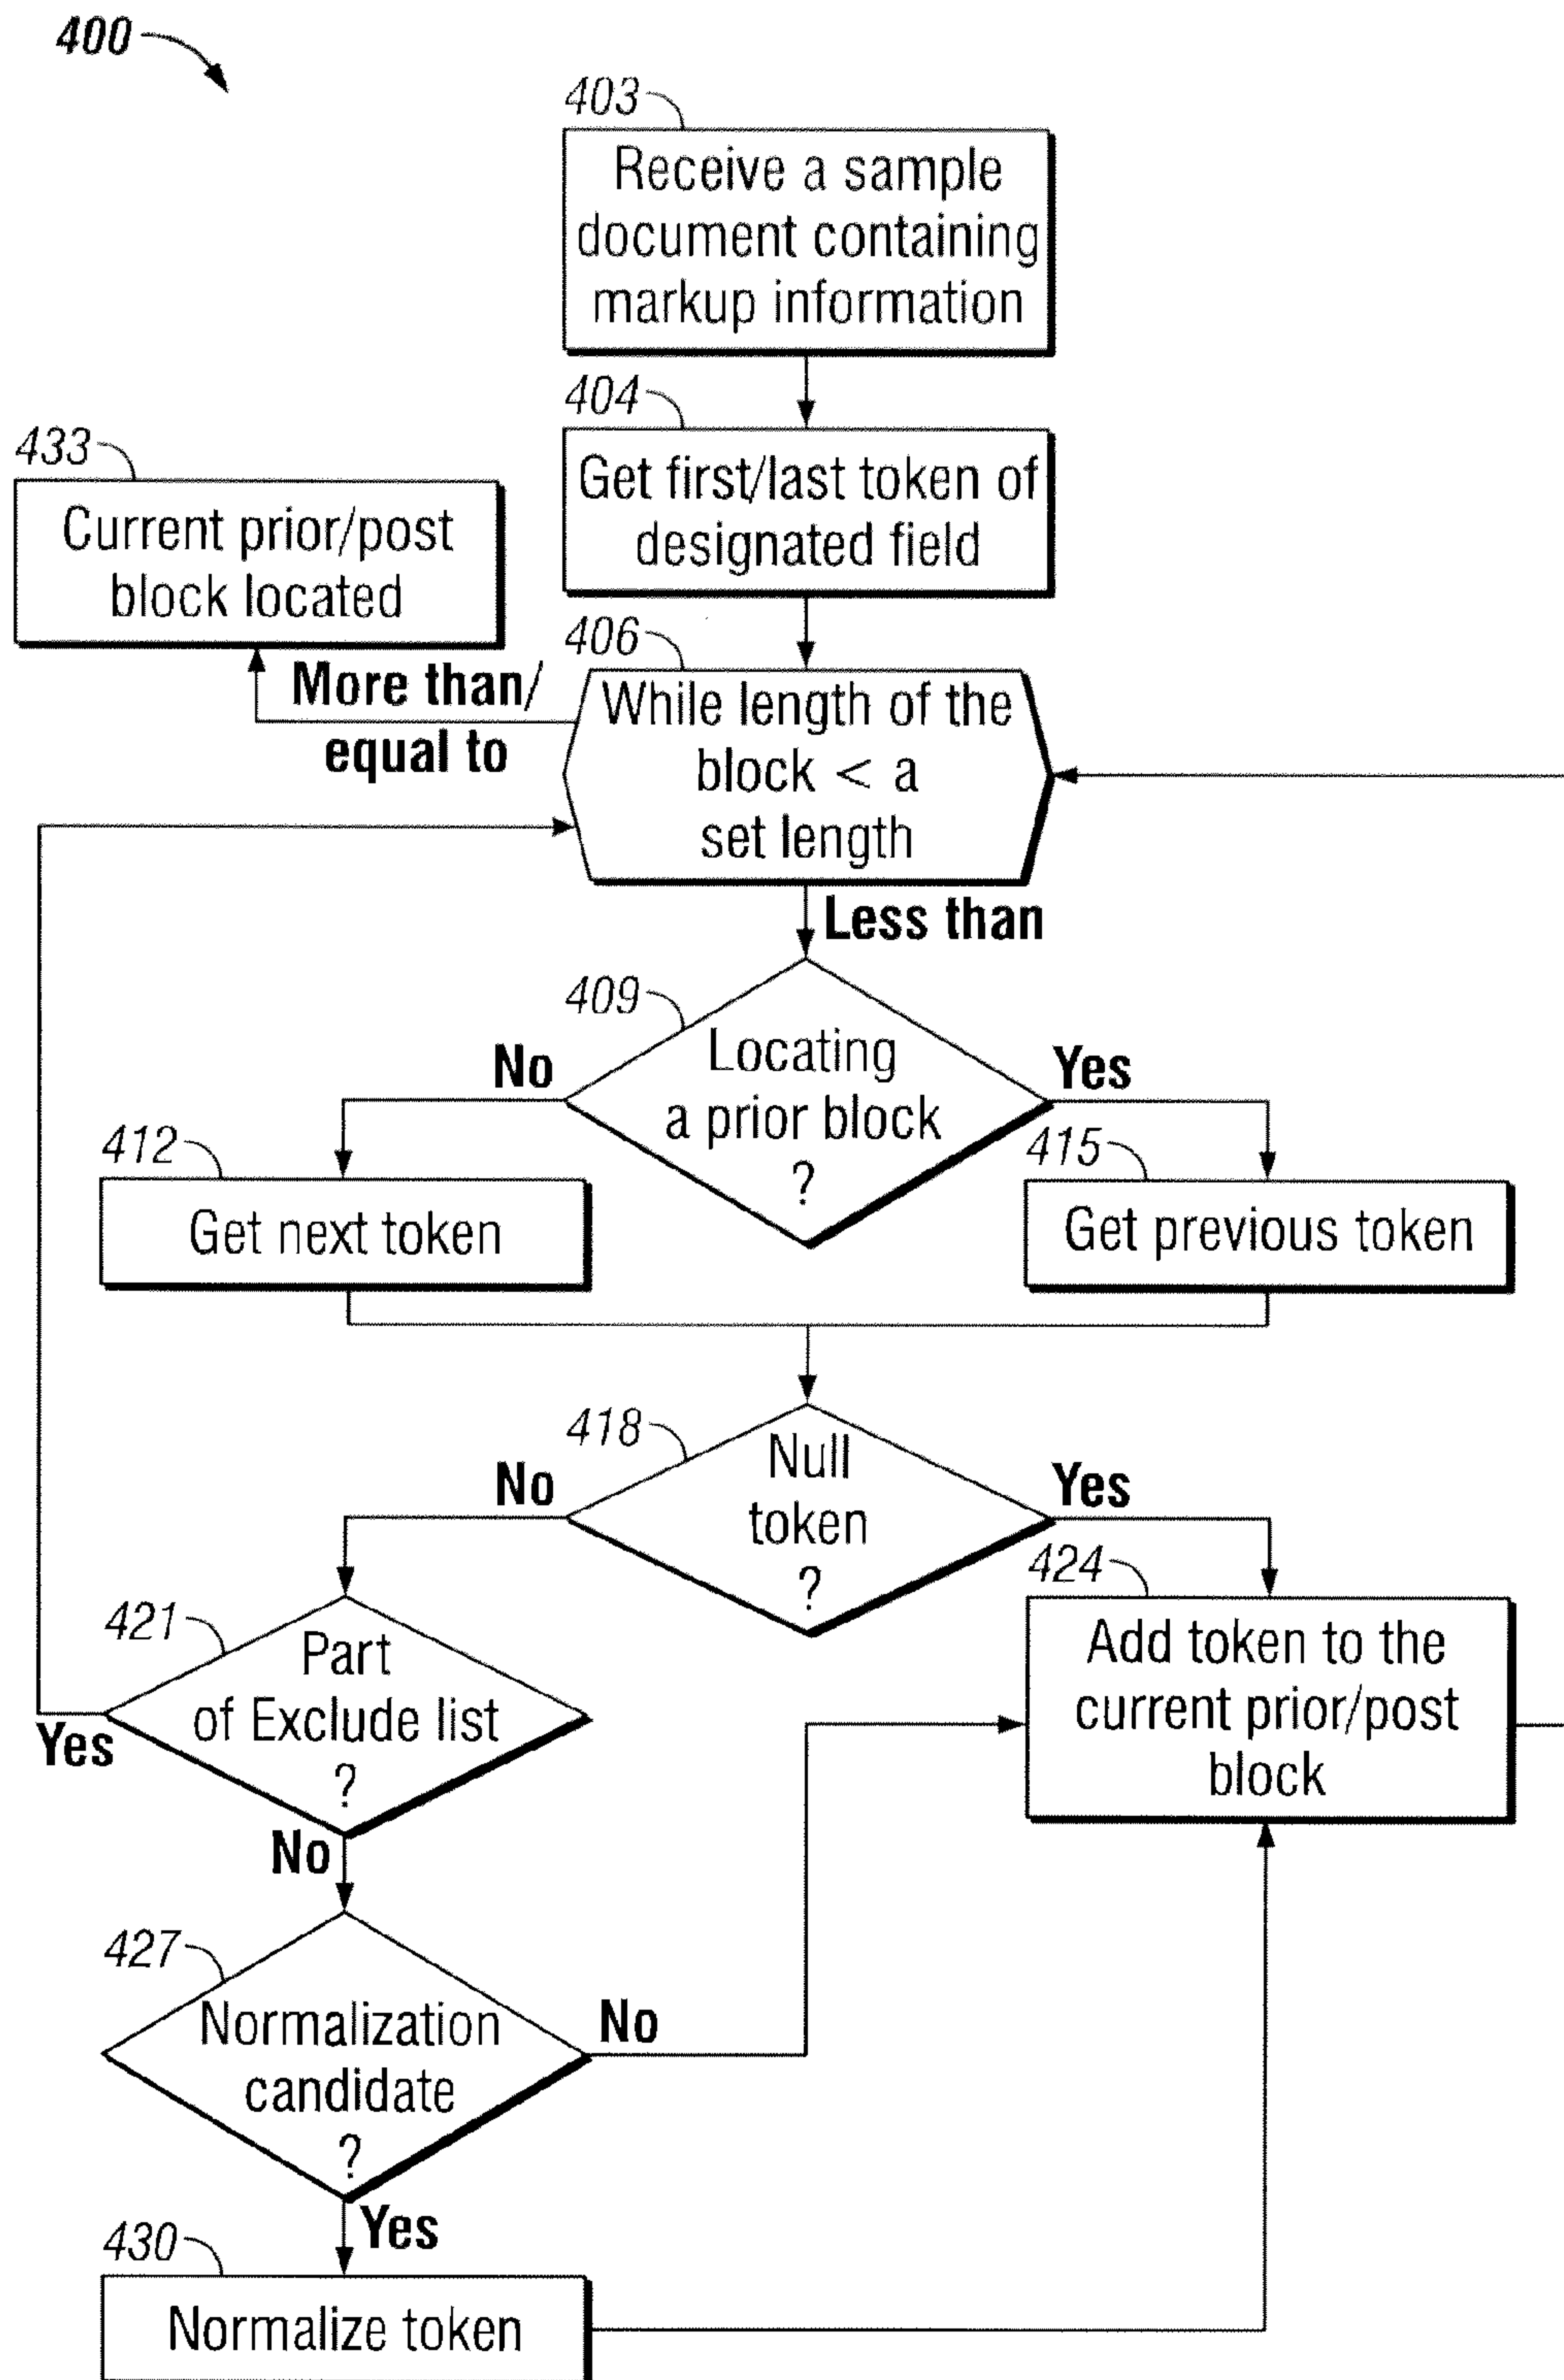 400
403
Receive a sample
document containing
markup information
404
Get first/last token of
designated field
433
Current prior/post
block located
406
More than/
equal to
While length of the
block < a
set length
Less than
409
Locating
a prior block
?
No
Yes
412
Get next token
415
Get previous token
418
Null
token
?
No
Yes
421
Part
of Exclude list
?
Yes
No
424
Add token to the
current prior/post
block
427
Normalization
candidate
?
No
Yes
430
Normalize token